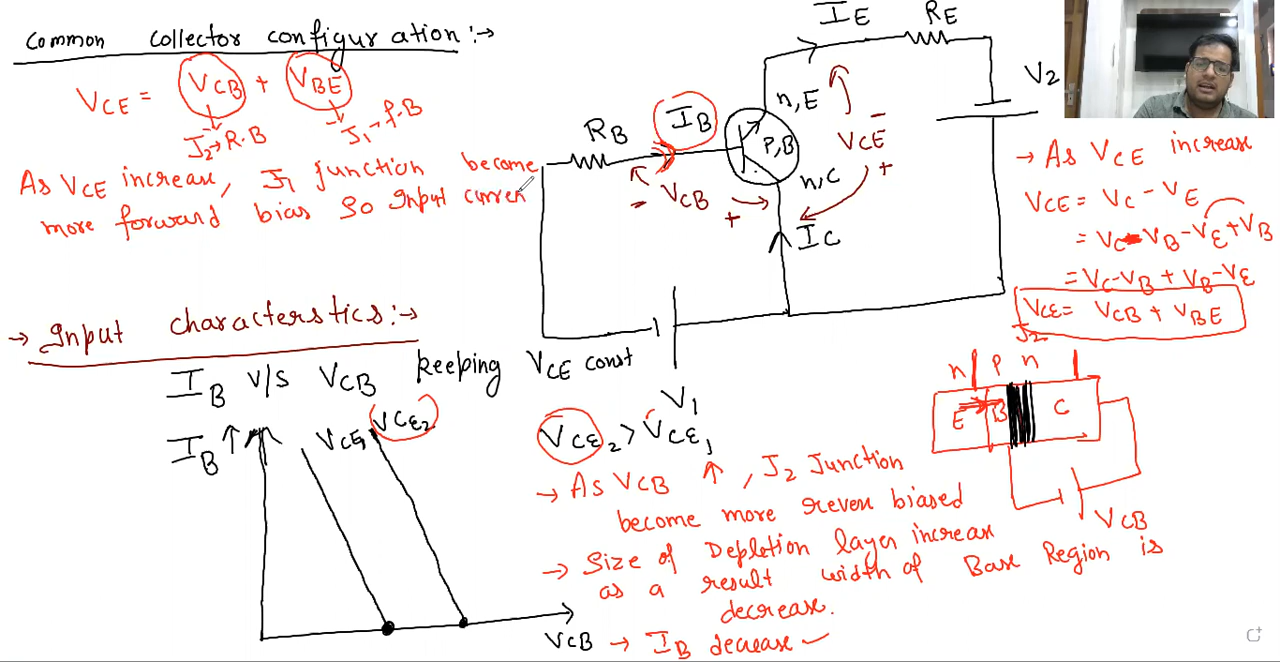 Common collector configuration:→
VCE = VCB + VBE
J2→R.B
J1→f.B
As VCE increase, J1 junction become
more forward bias So Input curren
IE
RE
V2
n,E
IB
RB
P,B
VCE
-
+
n,C
VCB
-
+
IC
V1
→ As VCE increase
VCE = VC - VE
= VC - VB - VE + VB
= VC-VB + VB-VE
VCE = VCB + VBE
J2
n P n
E B C
VCB
→ Input characterstics:→
IB V/S VCB keeping VCE const
IB ↑
VCE1 VCE2
VCB
VCE2 > VCE1
→ As VCB ↑, J2 Junction
become more reven biased
→ Size of Depletion layer increase
as a result width of Base Region is
decrease.
→ IB decrease